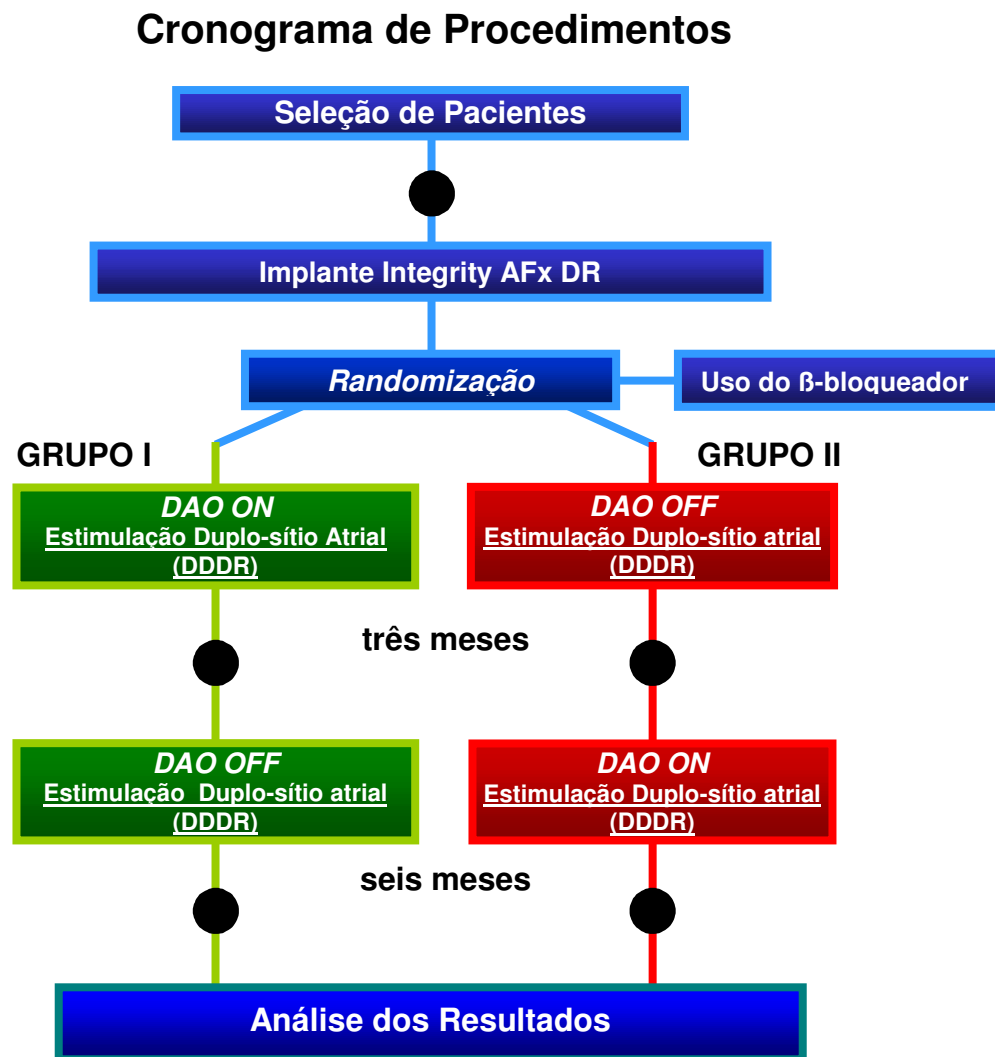 Cronograma de Procedimentos
Seleção de Pacientes
Implante Integrity AFx DR
Randomização
Uso do ß-bloqueador
GRUPO I
GRUPO II
DAO ON
Estimulação Duplo-sítio Atrial
(DDDR)
DAO OFF
Estimulação Duplo-sítio atrial
(DDDR)
três meses
DAO OFF
Estimulação Duplo-sítio atrial
(DDDR)
DAO ON
Estimulação Duplo-sítio atrial
(DDDR)
seis meses
Análise dos Resultados